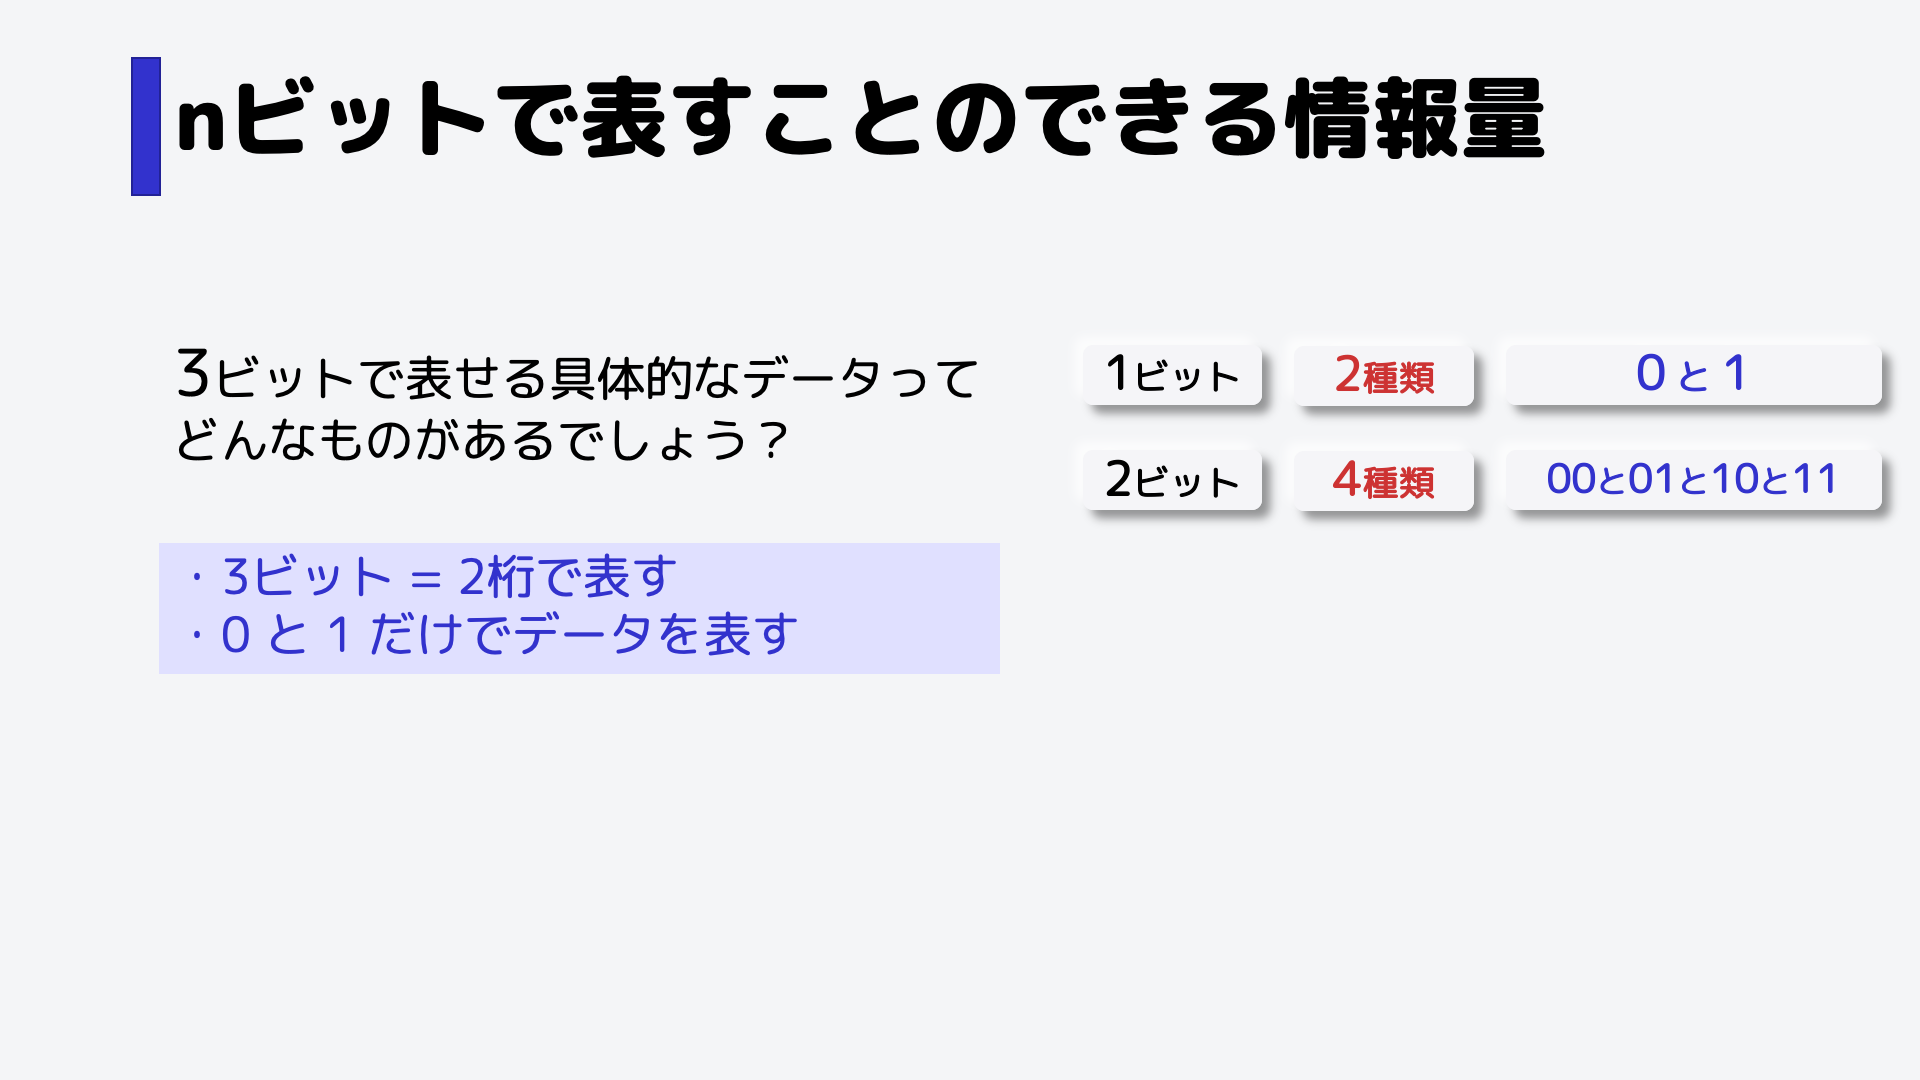 nビットで表すことのできる情報量
3ビットで表せる具体的なデータって
どんなものがあるでしょう？
・3ビット = 2桁で表す
・0 と 1 だけでデータを表す
1ビット 2種類 0 と 1
2ビット 4種類 00と01と10と11